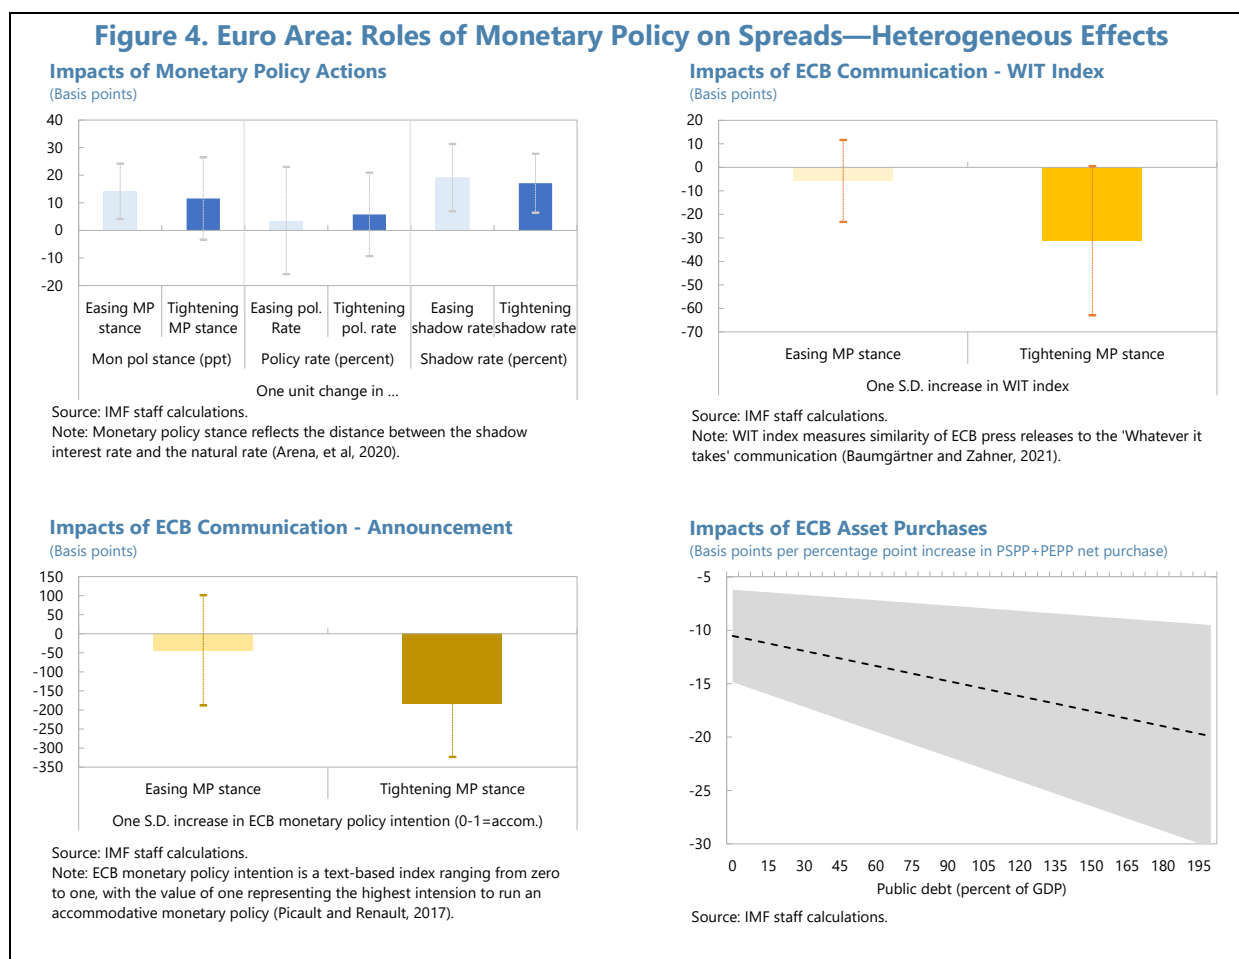 Figure 4. Euro Area: Roles of Monetary Policy on Spreads—Heterogeneous Effects
Impacts of Monetary Policy Actions
(Basis points)
40
30
20
10
0
-10
-20
Easing MP stance
Tightening MP stance
Easing pol. Rate
Tightening pol. rate
Easing shadow rate
Tightening shadow rate
Mon pol stance (ppt)
Policy rate (percent)
Shadow rate (percent)
One unit change in ...
Source: IMF staff calculations.
Note: Monetary policy stance reflects the distance between the shadow
interest rate and the natural rate (Arena, et al, 2020).
Impacts of ECB Communication - WIT Index
(Basis points)
20
10
0
-10
-20
-30
-40
-50
-60
-70
Easing MP stance
Tightening MP stance
One S.D. increase in WIT index
Source: IMF staff calculations.
Note: WIT index measures similarity of ECB press releases to the 'Whatever it
takes' communication (Baumgärtner and Zahner, 2021).
Impacts of ECB Communication - Announcement
(Basis points)
150
100
50
0
-50
-100
-150
-200
-250
-300
-350
Easing MP stance
Tightening MP stance
One S.D. increase in ECB monetary policy intention (0-1=accom.)
Source: IMF staff calculations.
Note: ECB monetary policy intention is a text-based index ranging from zero
to one, with the value of one representing the highest intension to run an
accommodative monetary policy (Picault and Renault, 2017).
Impacts of ECB Asset Purchases
(Basis points per percentage point increase in PSPP+PEPP net purchase)
-5
-10
-15
-20
-25
-30
0 15 30 45 60 75 90 105 120 135 150 165 180 195
Public debt (percent of GDP)
Source: IMF staff calculations.